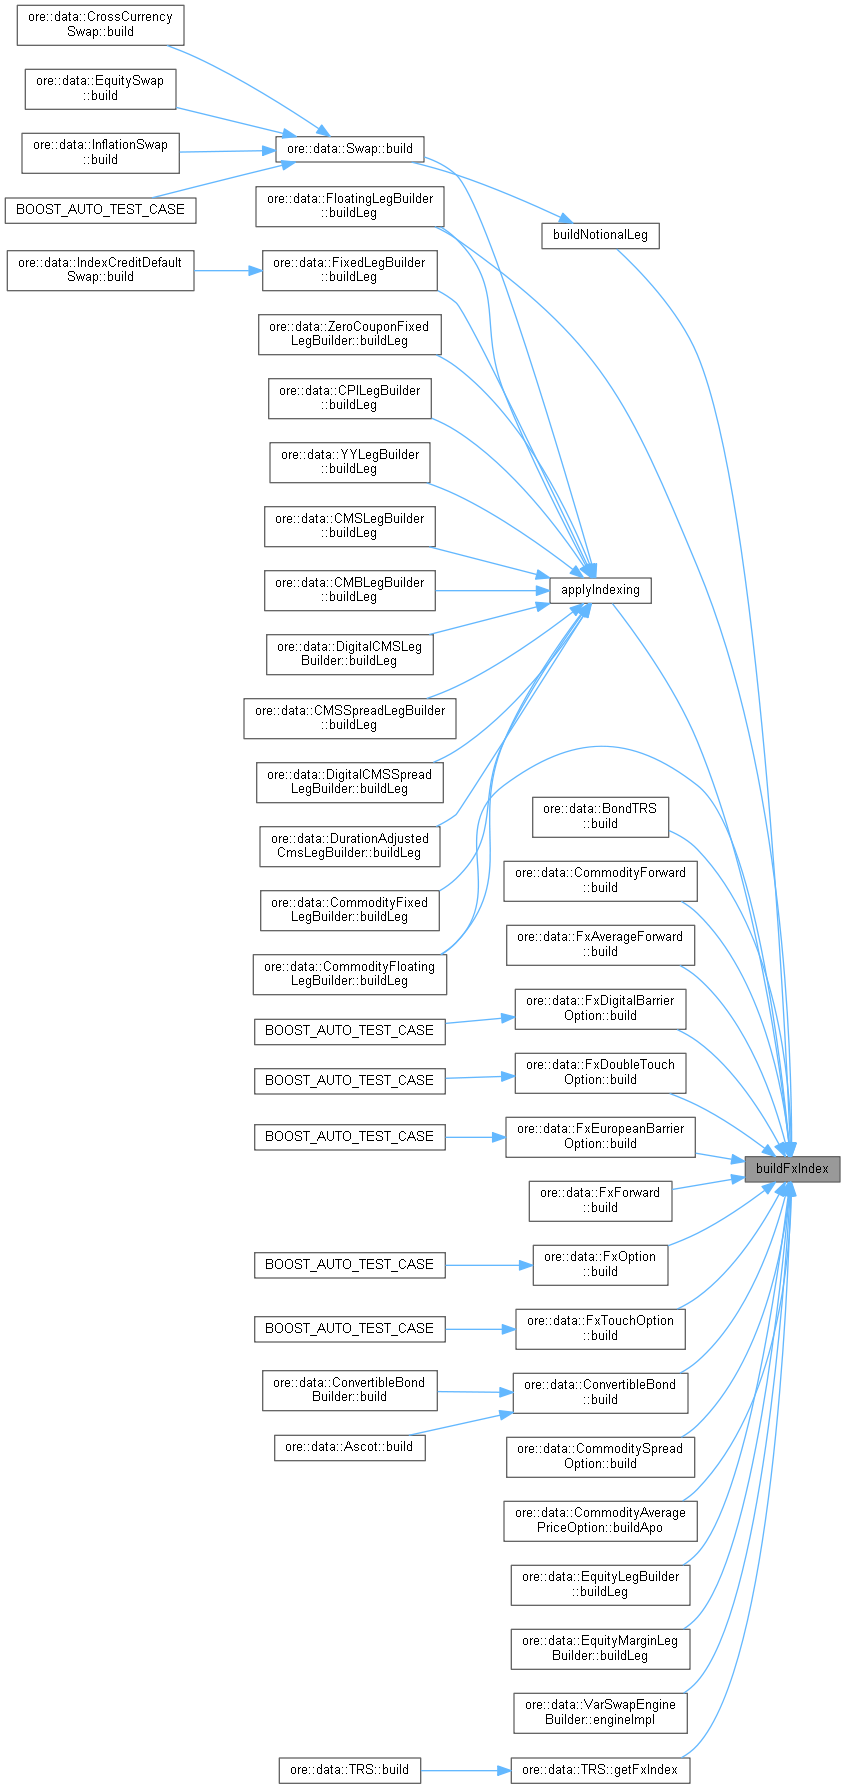 ore::data::CrossCurrency
Swap::build
ore::data::EquitySwap
::build
ore::data::InflationSwap
::build
ore::data::Swap::build
BOOST_AUTO_TEST_CASE
ore::data::FloatingLegBuilder
::buildLeg
buildNotionalLeg
ore::data::IndexCreditDefault
Swap::build
ore::data::FixedLegBuilder
::buildLeg
ore::data::ZeroCouponFixed
LegBuilder::buildLeg
ore::data::CPILegBuilder
::buildLeg
ore::data::YYLegBuilder
::buildLeg
ore::data::CMSLegBuilder
::buildLeg
ore::data::CMBLegBuilder
::buildLeg
applyIndexing
ore::data::DigitalCMSLeg
Builder::buildLeg
ore::data::CMSSpreadLegBuilder
::buildLeg
ore::data::DigitalCMSSpread
LegBuilder::buildLeg
ore::data::BondTRS
::build
ore::data::DurationAdjusted
CmsLegBuilder::buildLeg
ore::data::CommodityForward
::build
ore::data::CommodityFixed
LegBuilder::buildLeg
ore::data::FxAverageForward
::build
ore::data::CommodityFloating
LegBuilder::buildLeg
ore::data::FxDigitalBarrier
Option::build
BOOST_AUTO_TEST_CASE
ore::data::FxDoubleTouch
Option::build
BOOST_AUTO_TEST_CASE
ore::data::FxEuropeanBarrier
Option::build
BOOST_AUTO_TEST_CASE
buildFxIndex
ore::data::FxForward
::build
ore::data::FxOption
::build
BOOST_AUTO_TEST_CASE
ore::data::FxTouchOption
::build
BOOST_AUTO_TEST_CASE
ore::data::ConvertibleBond
Builder::build
ore::data::ConvertibleBond
::build
ore::data::Ascot::build
ore::data::CommoditySpread
Option::build
ore::data::CommodityAverage
PriceOption::buildApo
ore::data::EquityLegBuilder
::buildLeg
ore::data::EquityMarginLeg
Builder::buildLeg
ore::data::VarSwapEngine
Builder::engineImpl
ore::data::TRS::build
ore::data::TRS::getFxIndex